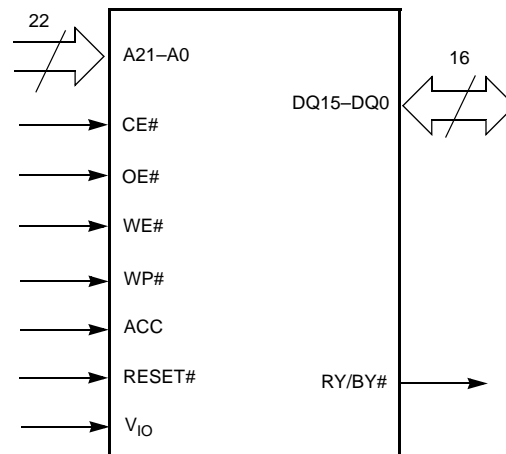 22
A21–A0
16
DQ15–DQ0
CE#
OE#
WE#
WP#
ACC
RESET#
RY/BY#
VIO